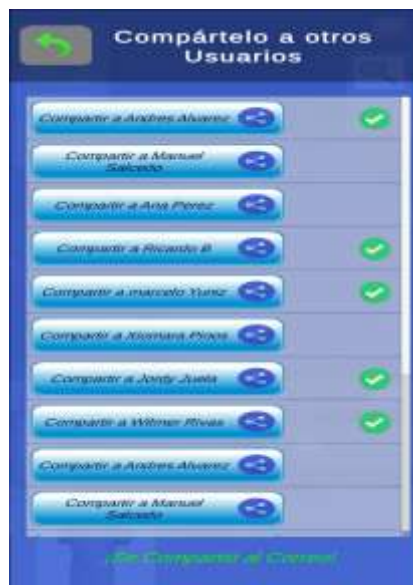 Compártelo a otros
Usuarios
Compartir a Andres Alvarez
Compartir a Manuel
Salcedo
Compartir a Ana Perez
Compartir a Ricardo B
Compartir a marcelo Yunez
Compartir a Xiomara Pinos
Compartir a Jordy Juela
Compartir a Wilmer Rivas
Compartir a Andres Alvarez
Compartir a Manuel
Salcedo
¡Se Compartir al Correo!